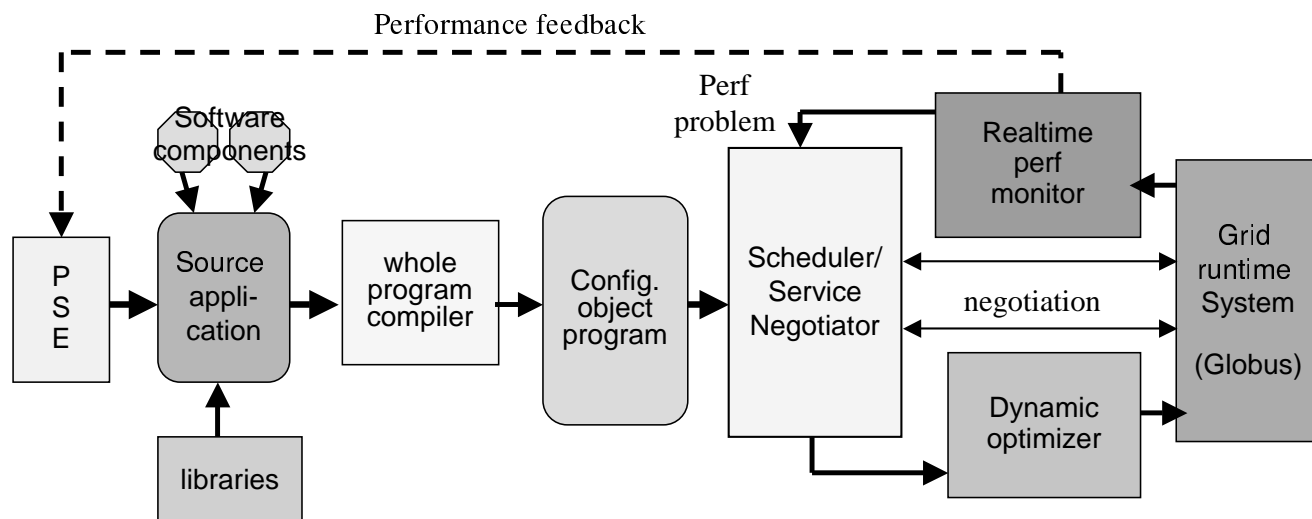 Performance feedback
Perf
problem
Software
components
Realtime
perf
monitor
P
S
E
Source
appli-
cation
whole
program
compiler
Config.
object
program
Scheduler/
Service
Negotiator
negotiation
Grid
runtime
System
(Globus)
Dynamic
optimizer
libraries